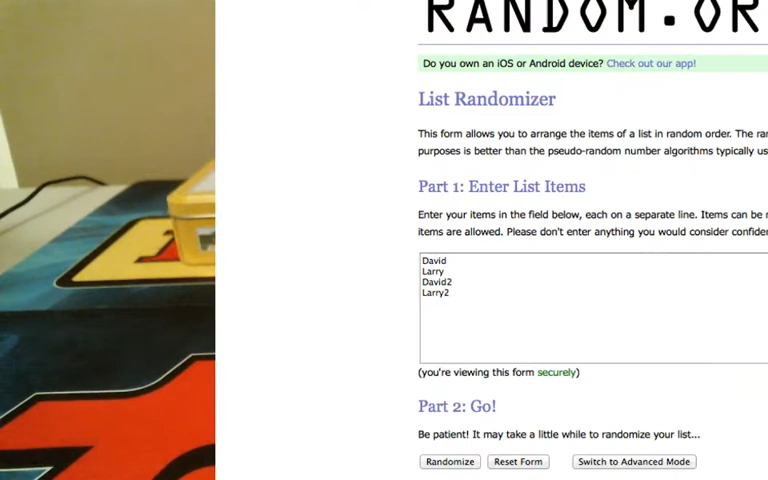 RANDOM.OR
Do you own an iOS or Android device? Check out our app!
List Randomizer
This form allows you to arrange the items of a list in random order. The
purposes is better than the pseudo-random number algorithms typically
Part 1: Enter List Items
Enter your items in the field below, each on a separate line. Items can be
items are allowed. Please don't enter anything you would consider
David
Larry
David2
Larry2
(you're viewing this form securely)
Part 2: Go!
Be patient! It may take a little while to randomize your list...
Randomize Reset Form Switch to Advanced Mode